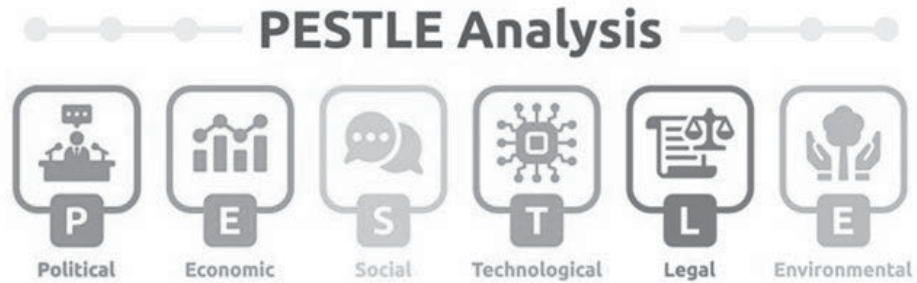 PESTLE Analysis
P E S T L E
Political Economic Social Technological Legal Environmental